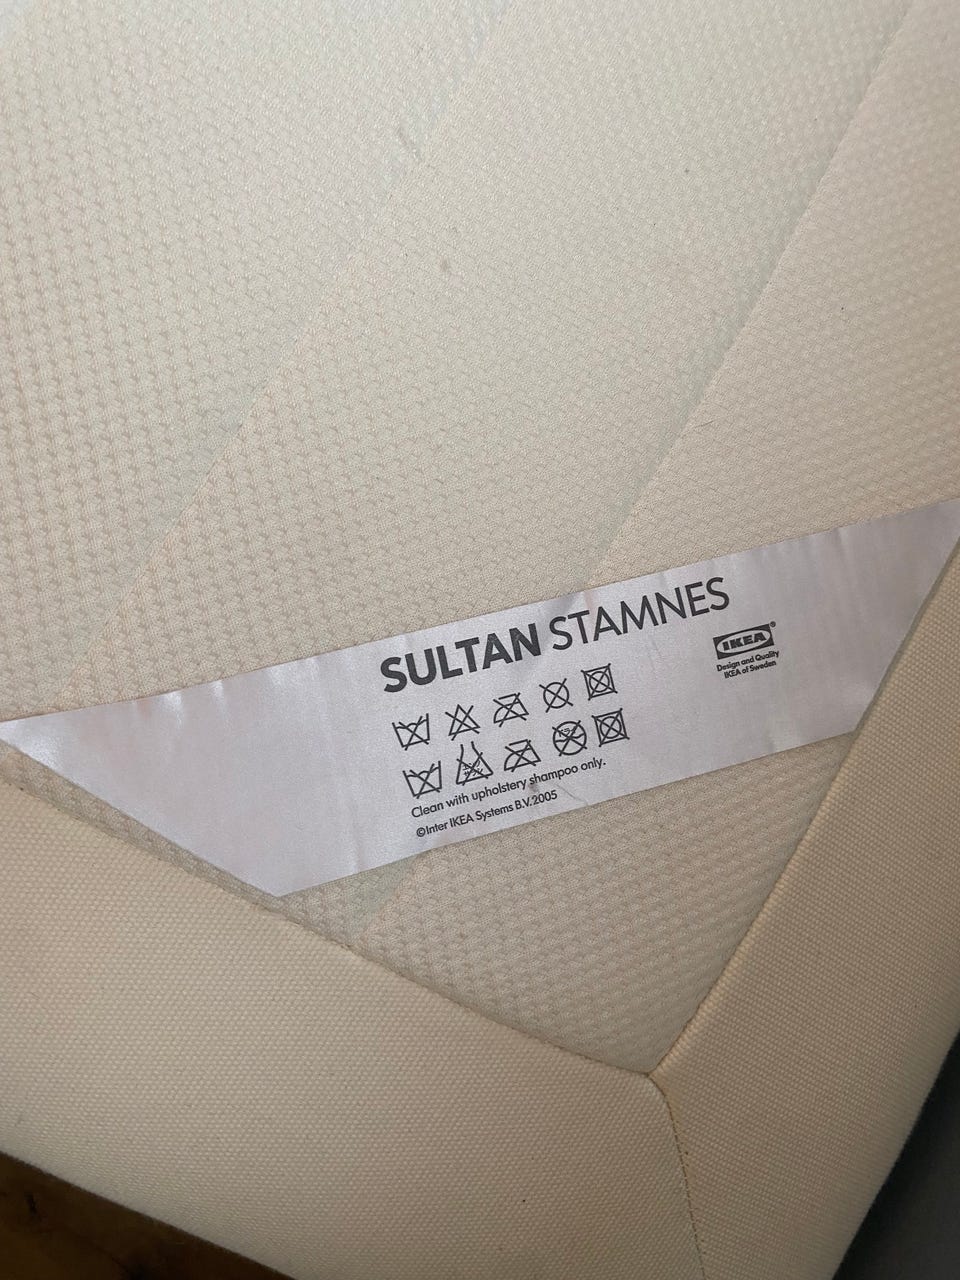 SULTAN STAMNES
IKEA®
Design and Quality
IKEA of Sweden
Clean with upholstery shampoo only.
©Inter IKEA Systems B.V. 2005